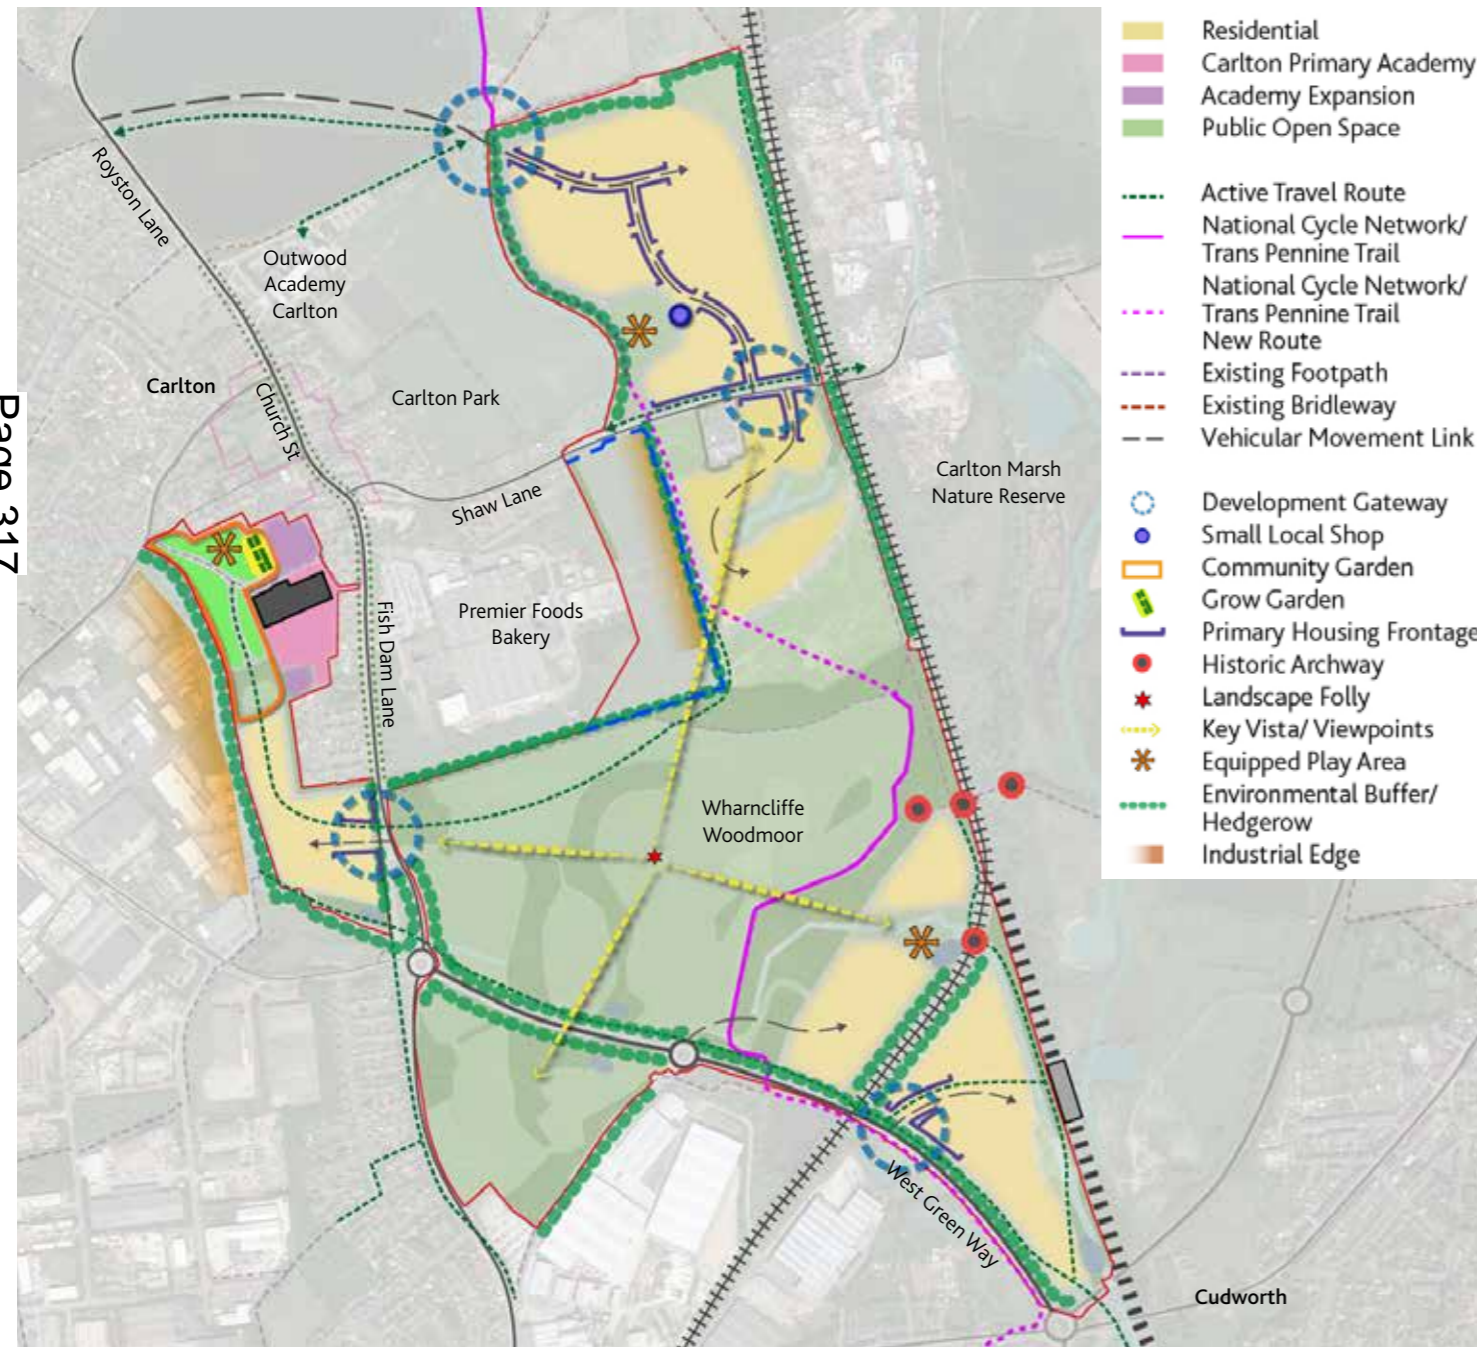 Page 317
Royston Lane
Outwood
Academy
Carlton
Carlton
Church St
Carlton Park
Shaw Lane
Carlton Marsh
Nature Reserve
Premier Foods
Bakery
Fish Dam Lane
Wharncliffe
Woodmoor
West Green Way
Cudworth
Residential
Carlton Primary Academy
Academy Expansion
Public Open Space
Active Travel Route
National Cycle Network/
Trans Pennine Trail
National Cycle Network/
Trans Pennine Trail
New Route
Existing Footpath
Existing Bridleway
Vehicular Movement Link
Development Gateway
Small Local Shop
Community Garden
Grow Garden
Primary Housing Frontage
Historic Archway
Landscape Folly
Key Vista/ Viewpoints
Equipped Play Area
Environmental Buffer/
Hedgerow
Industrial Edge